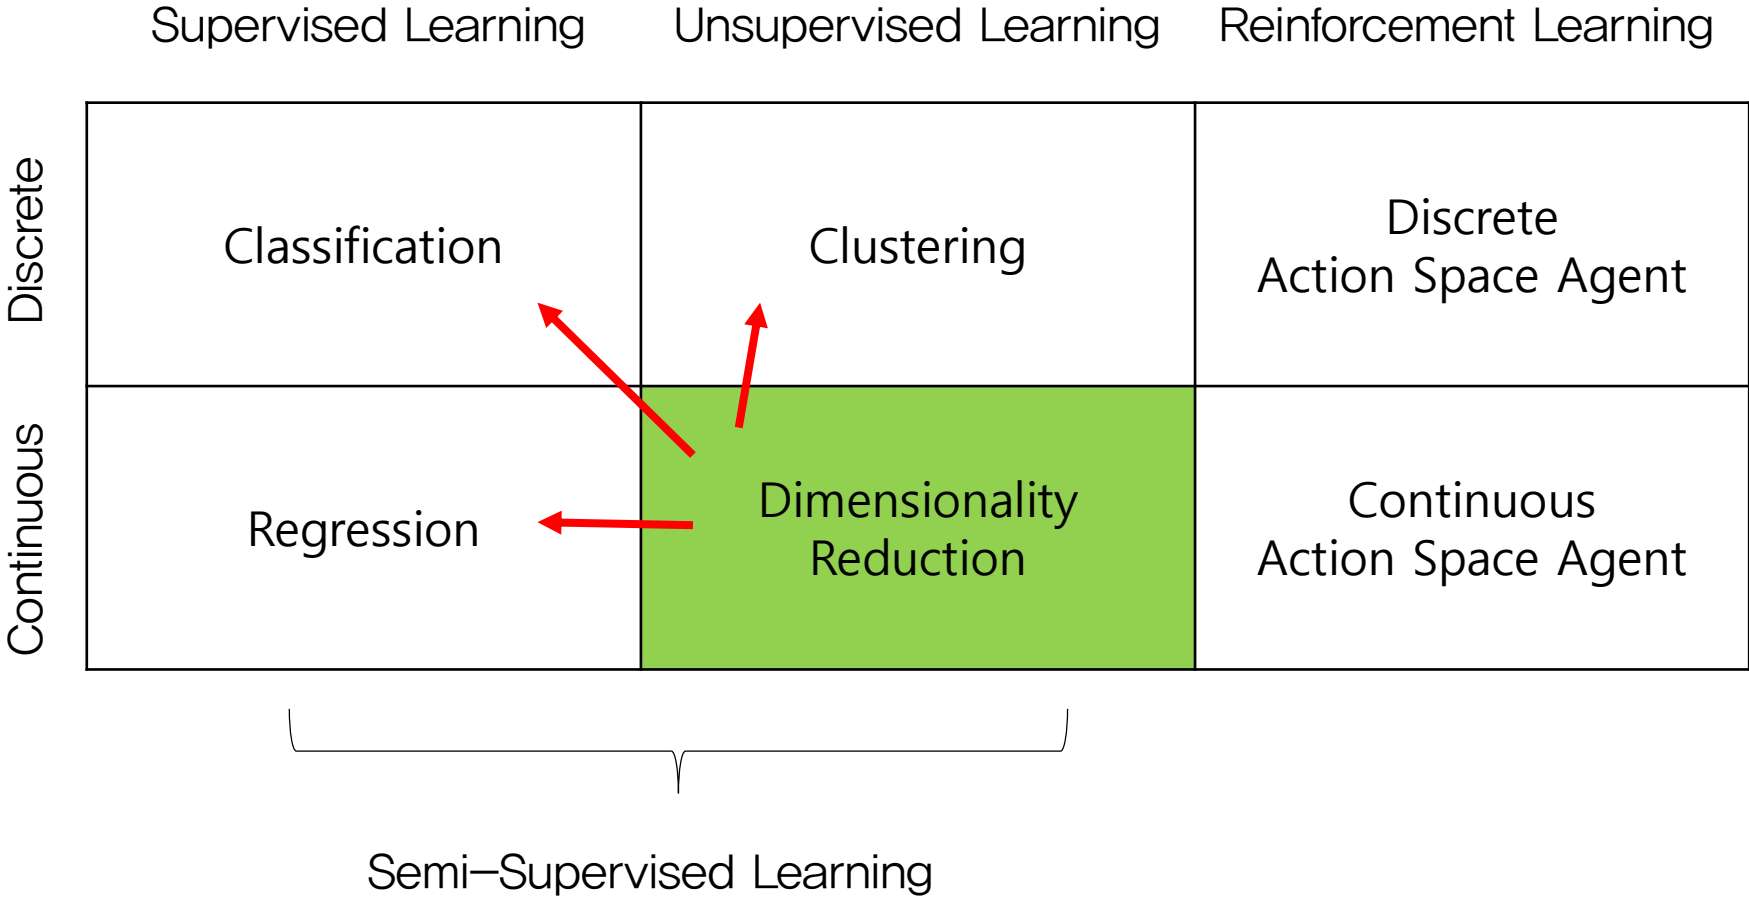 Supervised Learning
Unsupervised Learning
Reinforcement Learning
Discrete
Classification
Clustering
Discrete
Action Space Agent
Continuous
Regression
Dimensionality
Reduction
Continuous
Action Space Agent
Semi-Supervised Learning